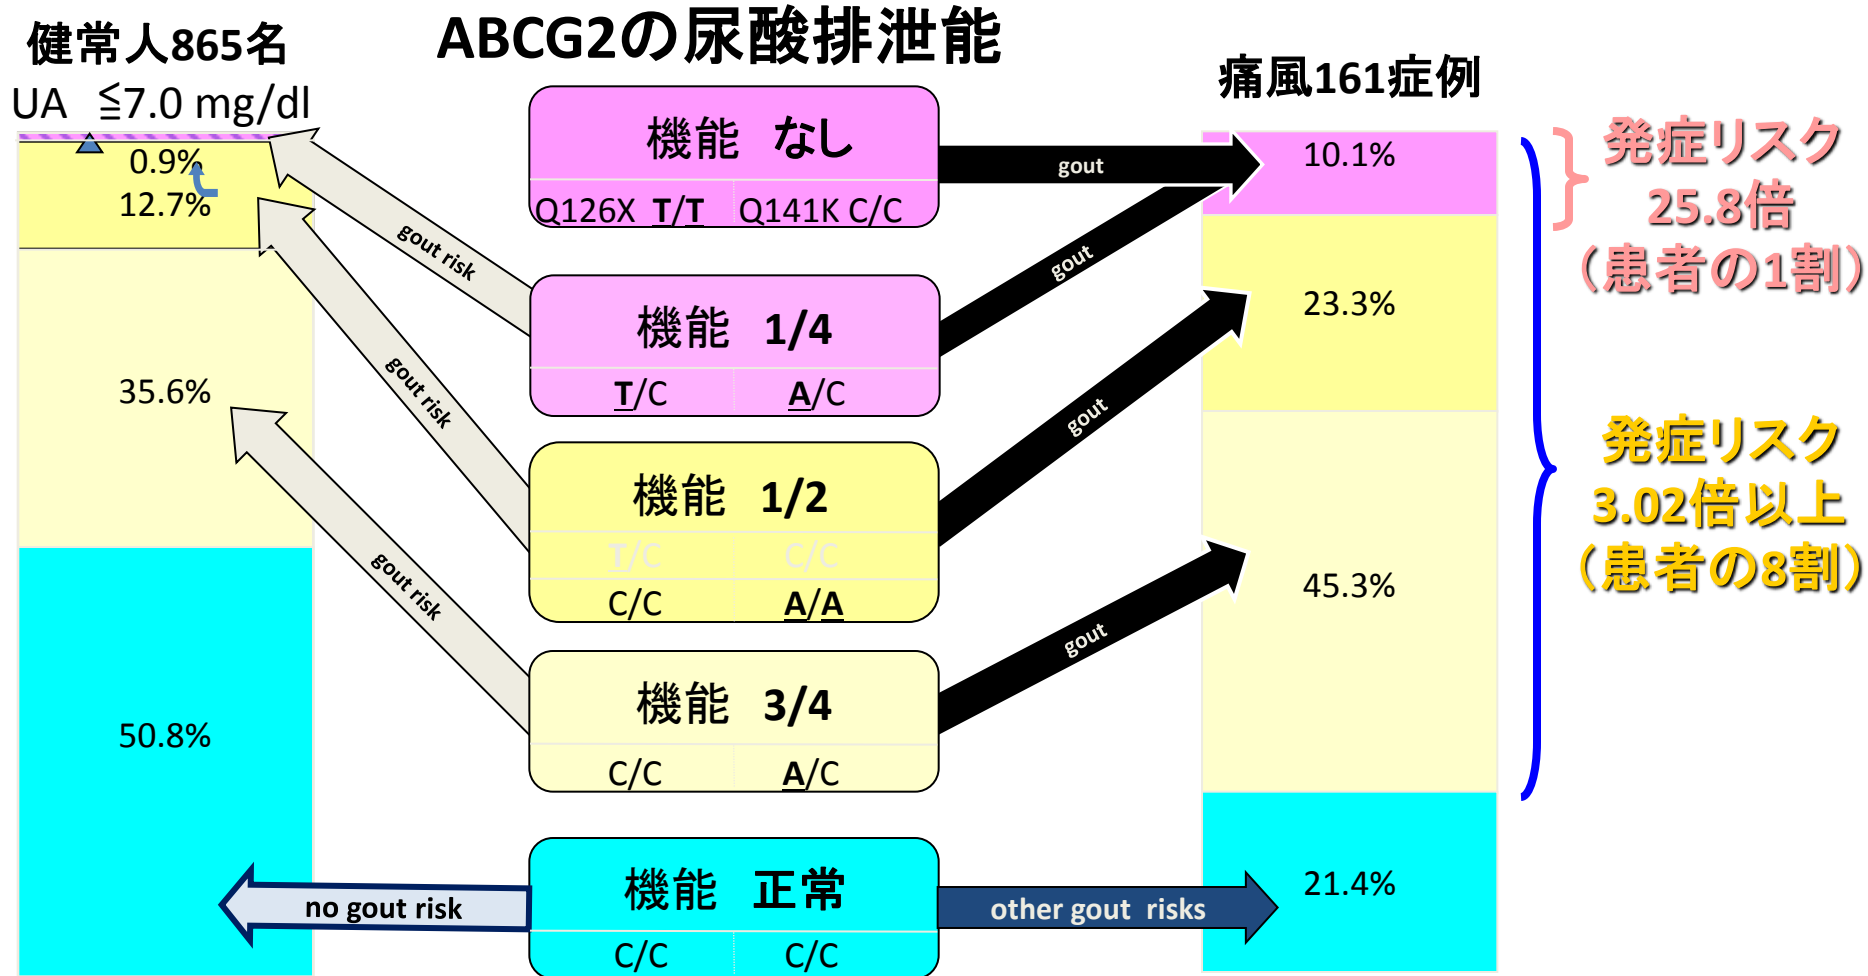 ABCG2の尿酸排泄能
健常人865名
UA ≦7.0 mg/dl
0.9%
12.7%
35.6%
50.8%
機能 なし
Q126X T/T Q141K C/C
機能 1/4
T/C A/C
機能 1/2
T/C C/C
C/C A/A
機能 3/4
C/C A/C
機能 正常
C/C C/C
gout risk
gout risk
gout risk
no gout risk
gout
gout
gout
gout
other gout risks
痛風161症例
10.1%
23.3%
45.3%
21.4%
発症リスク
25.8倍
（患者の1割）
発症リスク
3.02倍以上
（患者の8割）